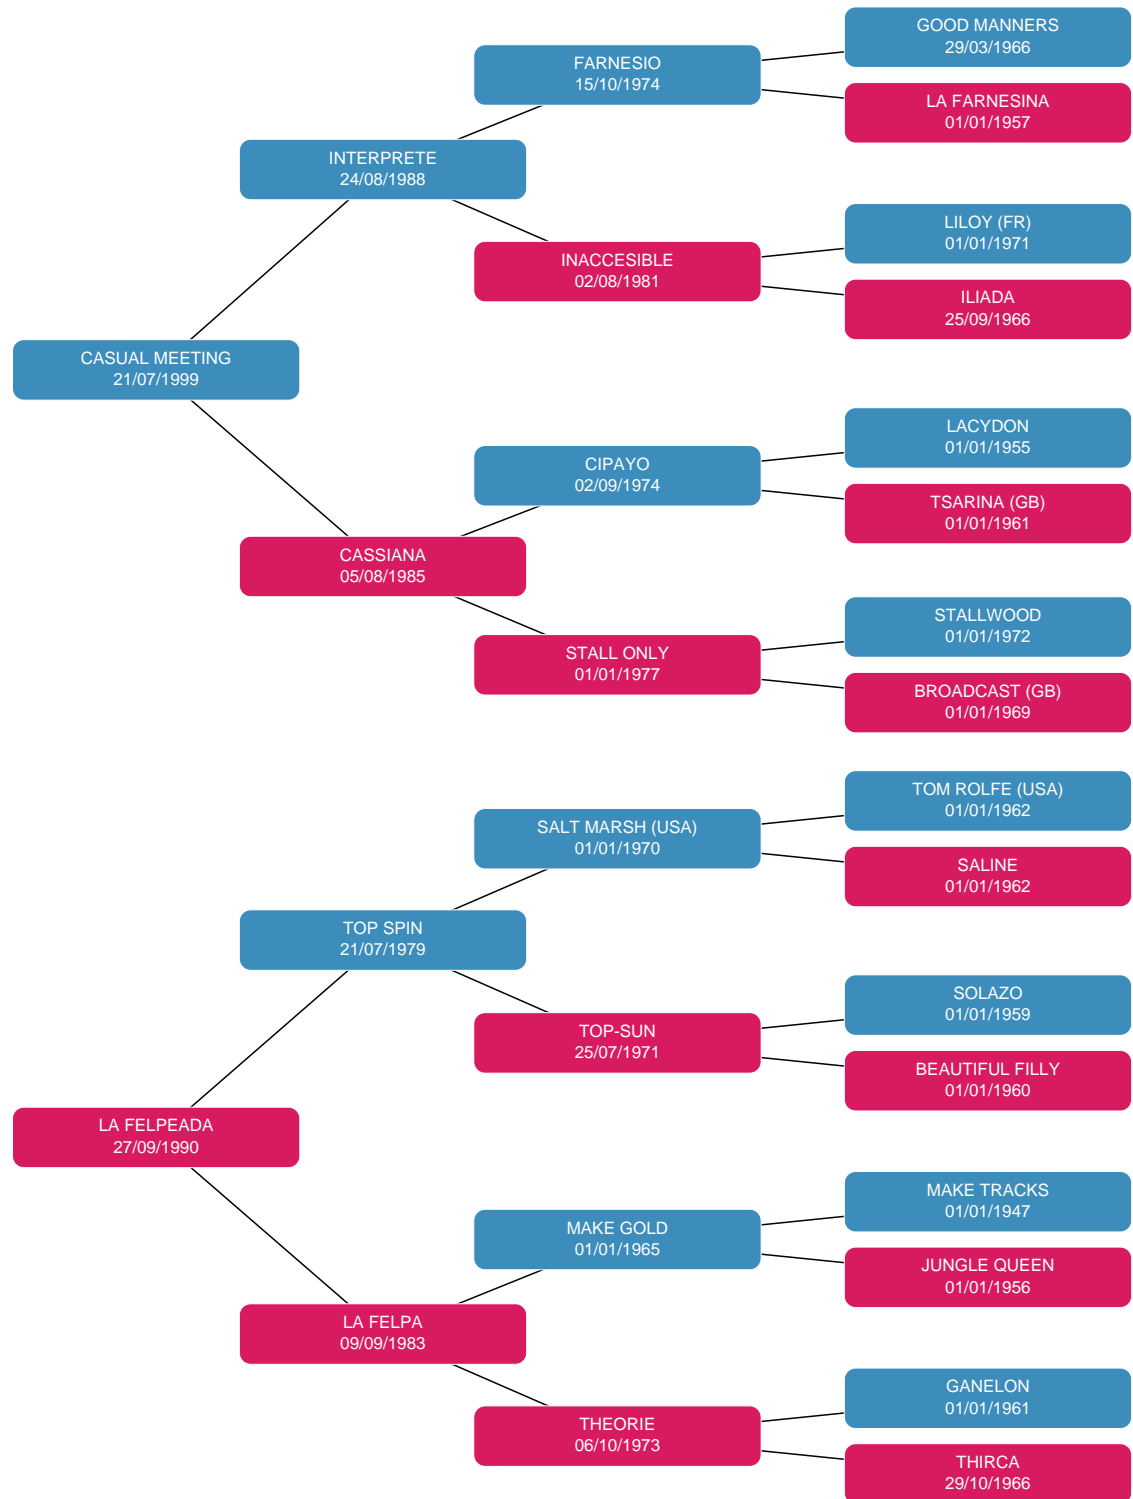 GOOD MANNERS
29/03/1966
FARNESIO
15/10/1974
LA FARNESINA
01/01/1957
INTERPRETE
24/08/1988
LILOY (FR)
01/01/1971
INACCESIBLE
02/08/1981
ILIADA
25/09/1966
CASUAL MEETING
21/07/1999
LACYDON
01/01/1955
CIPAYO
02/09/1974
TSARINA (GB)
01/01/1961
CASSIANA
05/08/1985
STALLWOOD
01/01/1972
STALL ONLY
01/01/1977
BROADCAST (GB)
01/01/1969
TOM ROLFE (USA)
01/01/1962
SALT MARSH (USA)
01/01/1970
SALINE
01/01/1962
TOP SPIN
21/07/1979
SOLAZO
01/01/1959
TOP-SUN
25/07/1971
BEAUTIFUL FILLY
01/01/1960
LA FELPEADA
27/09/1990
MAKE TRACKS
01/01/1947
MAKE GOLD
01/01/1965
JUNGLE QUEEN
01/01/1956
LA FELPA
09/09/1983
GANELON
01/01/1961
THEORIE
06/10/1973
THIRCA
29/10/1966